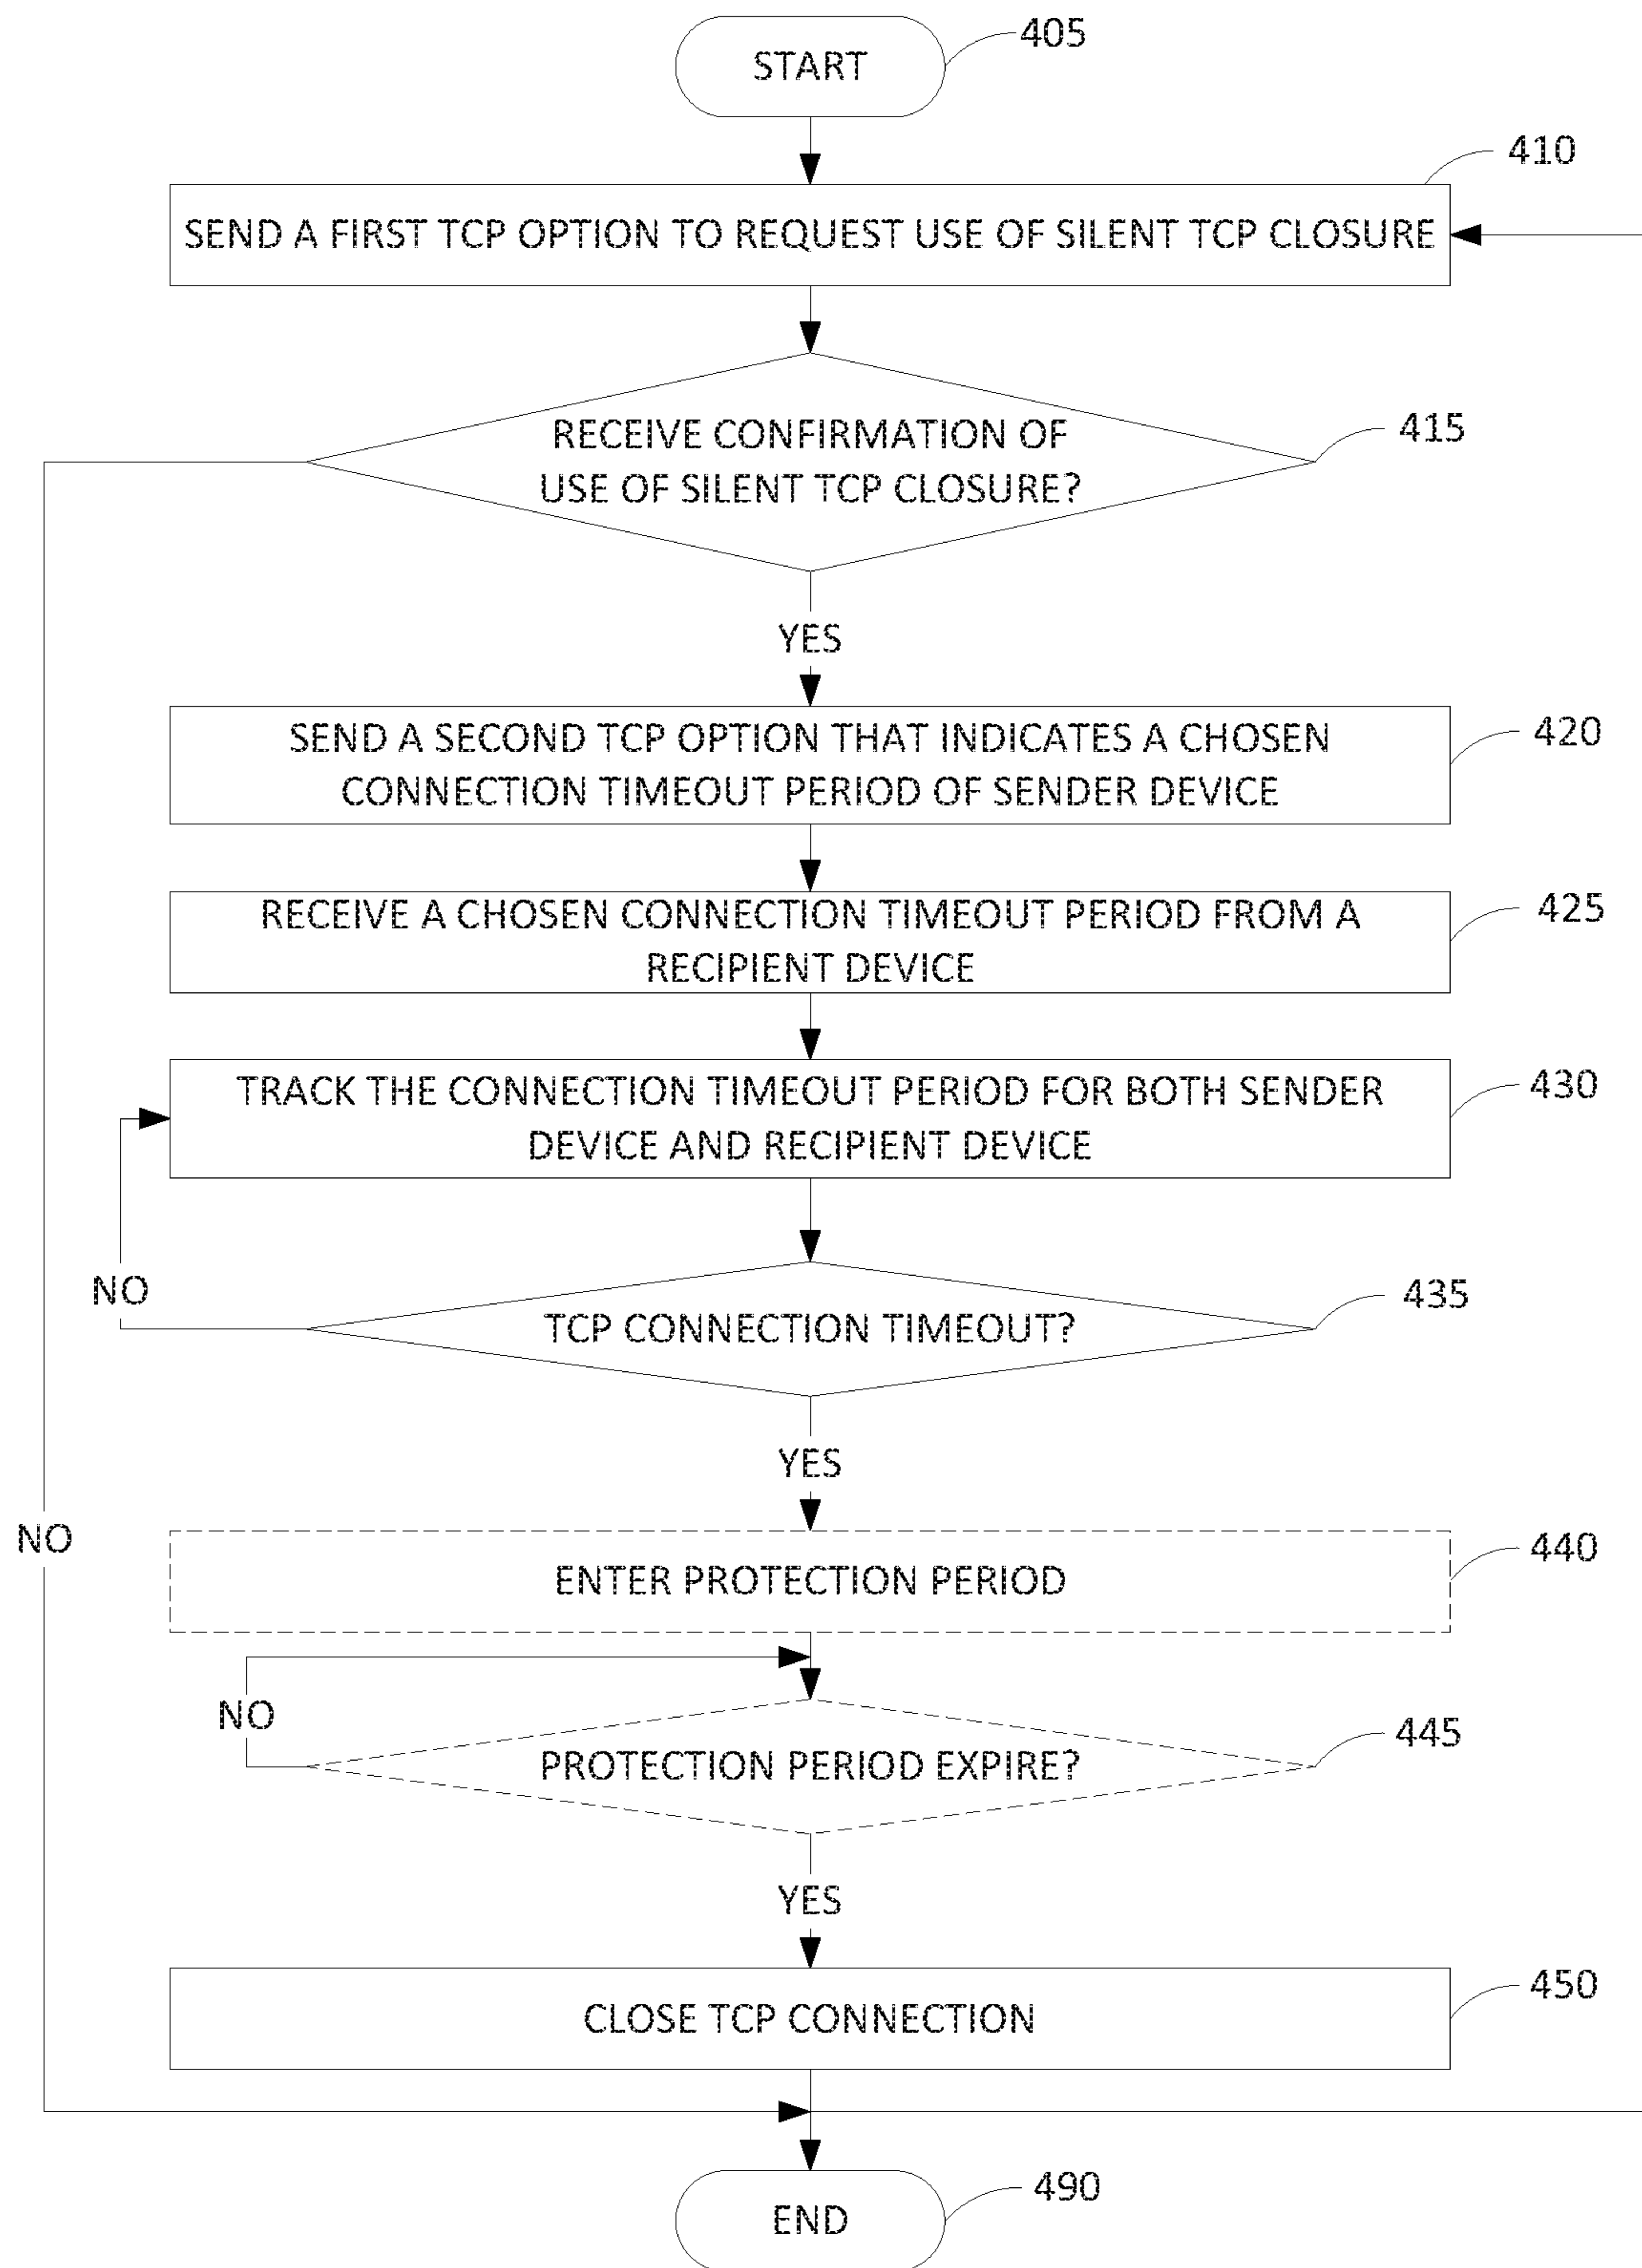 START
405
410
SEND A FIRST TCP OPTION TO REQUEST USE OF SILENT TCP CLOSURE
RECEIVE CONFIRMATION OF
USE OF SILENT TCP CLOSURE?
415
YES
SEND A SECOND TCP OPTION THAT INDICATES A CHOSEN
CONNECTION TIMEOUT PERIOD OF SENDER DEVICE
420
RECEIVE A CHOSEN CONNECTION TIMEOUT PERIOD FROM A
RECIPIENT DEVICE
425
TRACK THE CONNECTION TIMEOUT PERIOD FOR BOTH SENDER
DEVICE AND RECIPIENT DEVICE
430
NO
TCP CONNECTION TIMEOUT?
435
YES
NO
ENTER PROTECTION PERIOD
440
NO
PROTECTION PERIOD EXPIRE?
445
YES
CLOSE TCP CONNECTION
450
END
490